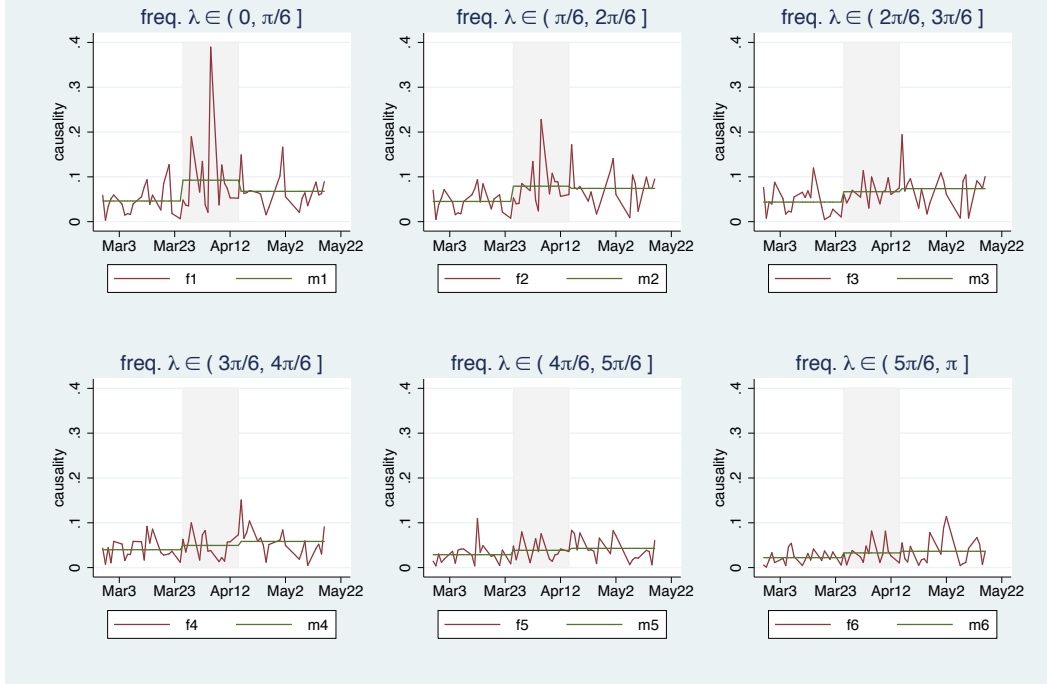 freq. λ ∈ ( 0, π/6 ]
freq. λ ∈ ( π/6, 2π/6 ]
freq. λ ∈ ( 2π/6, 3π/6 ]
causality
.4
.3
.2
.1
0
Mar3 Mar23 Apr12 May2 May22
f1 m1
causality
.4
.3
.2
.1
0
Mar3 Mar23 Apr12 May2 May22
f2 m2
causality
.4
.3
.2
.1
0
Mar3 Mar23 Apr12 May2 May22
f3 m3
freq. λ ∈ ( 3π/6, 4π/6 ]
freq. λ ∈ ( 4π/6, 5π/6 ]
freq. λ ∈ ( 5π/6, π ]
causality
.4
.3
.2
.1
0
Mar3 Mar23 Apr12 May2 May22
f4 m4
causality
.4
.3
.2
.1
0
Mar3 Mar23 Apr12 May2 May22
f5 m5
causality
.4
.3
.2
.1
0
Mar3 Mar23 Apr12 May2 May22
f6 m6